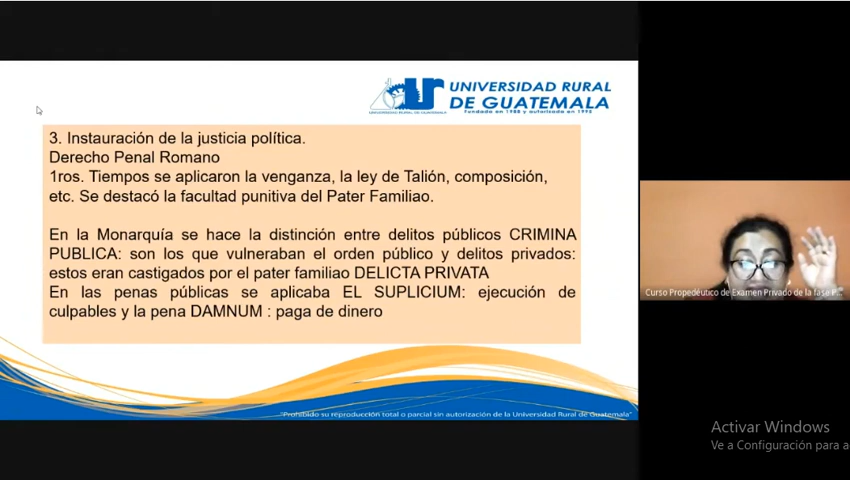 UNIVERSIDAD RURAL
DE GUATEMALA
Fundado en 1988 y autorizado en 1995
3. Instauración de la justicia política.
Derecho Penal Romano
1ros. Tiempos se aplicaron la venganza, la ley de Talión, composición,
etc. Se destacó la facultad punitiva del Pater Familiao.
En la Monarquía se hace la distinción entre delitos públicos CRIMINA
PUBLICA: son los que vulneraban el orden público y delitos privados:
estos eran castigados por el pater familiao DELICTA PRIVATA
En las penas públicas se aplicaba EL SUPLICIUM: ejecución de
culpables y la pena DAMNUM : paga de dinero
"Prohibido su reproducción total o parcial sin autorización de la Universidad Rural de Guatemala"
Curso Propedéutico de Examen Privado de la fase P...
Activar Windows
Ve a Configuración para a